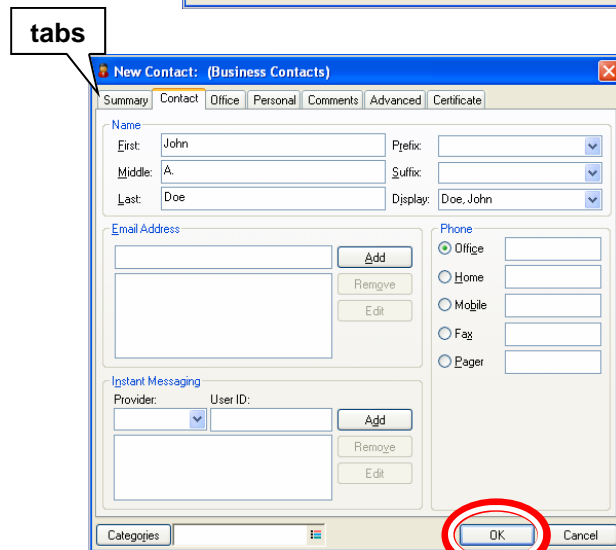 tabs
New Contact: (Business Contacts)
Summary Contact Office Personal Comments Advanced Certificate
Name
First: John Prefix:
Middle: A. Suffix:
Last: Doe Display: Doe, John
Email Address Phone
Add Office
Remove Home
Edit Mobile
Fax
Pager
Instant Messaging
Provider: User ID:
Add
Remove
Edit
Categories OK Cancel